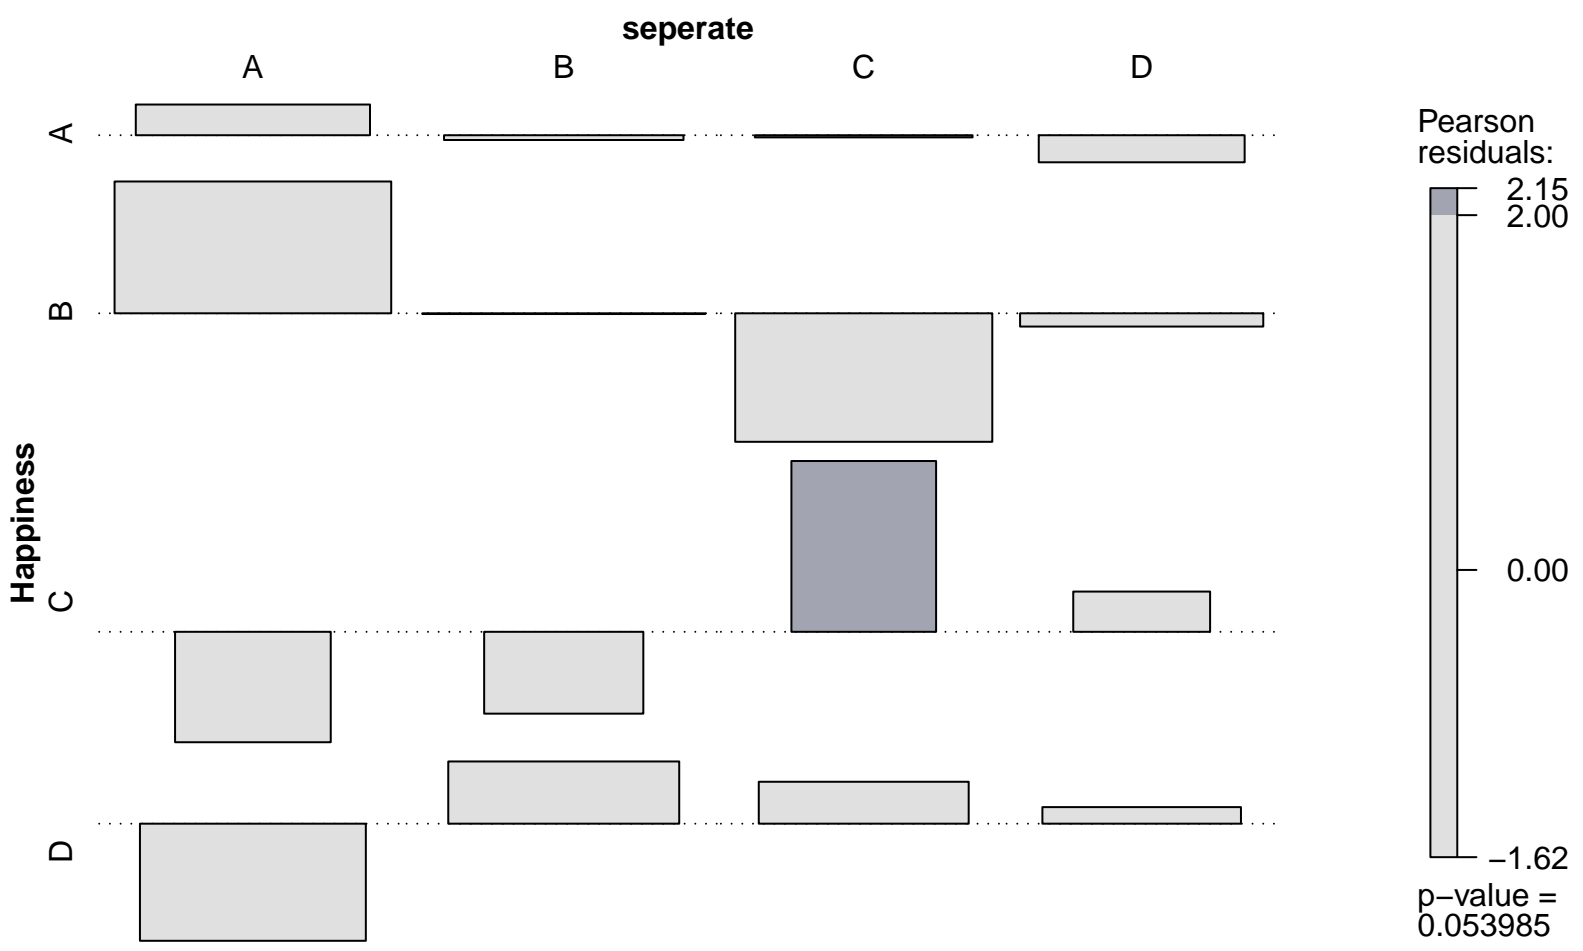 seperate
A B C D
A
B
C
D
Happiness
Pearson
residuals:
2.15
2.00
0.00
−1.62
p−value =
0.053985